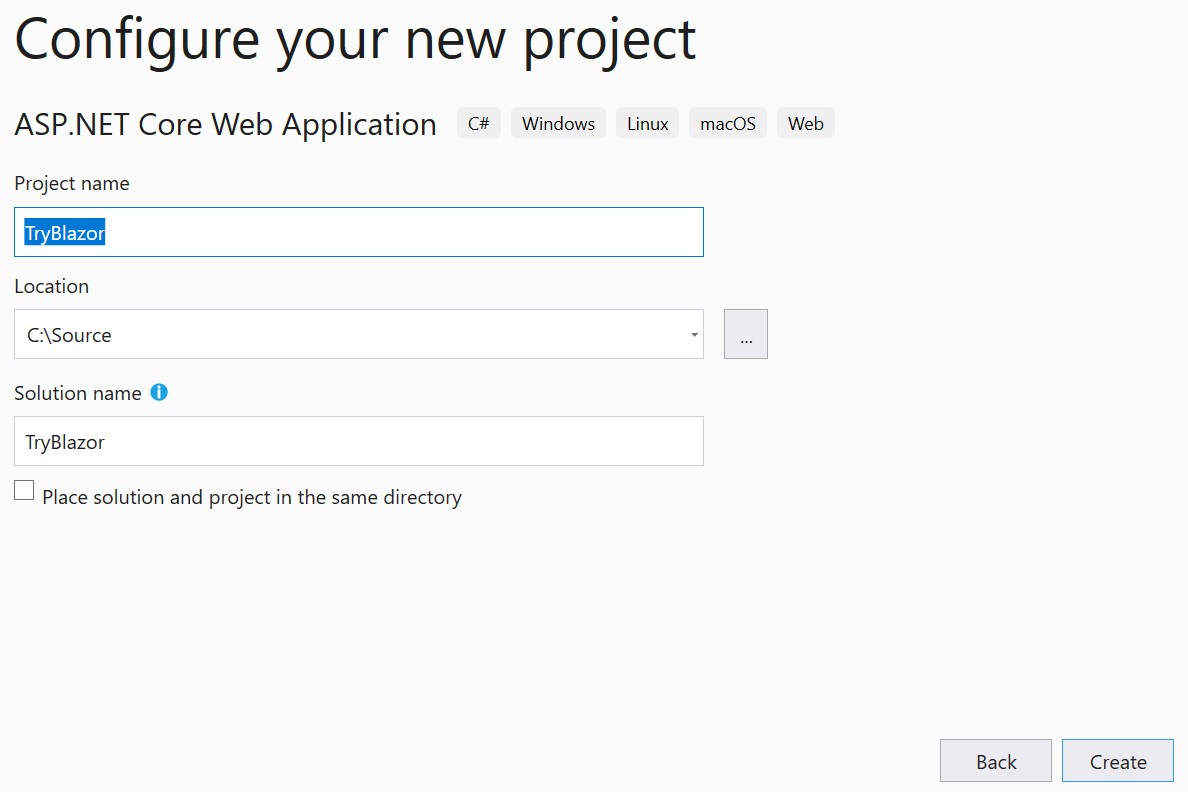 Configure your new project
ASP.NET Core Web Application C# Windows Linux macOS Web
Project name
TryBlazor
Location
C:\Source ...
Solution name
TryBlazor
Place solution and project in the same directory
Back Create